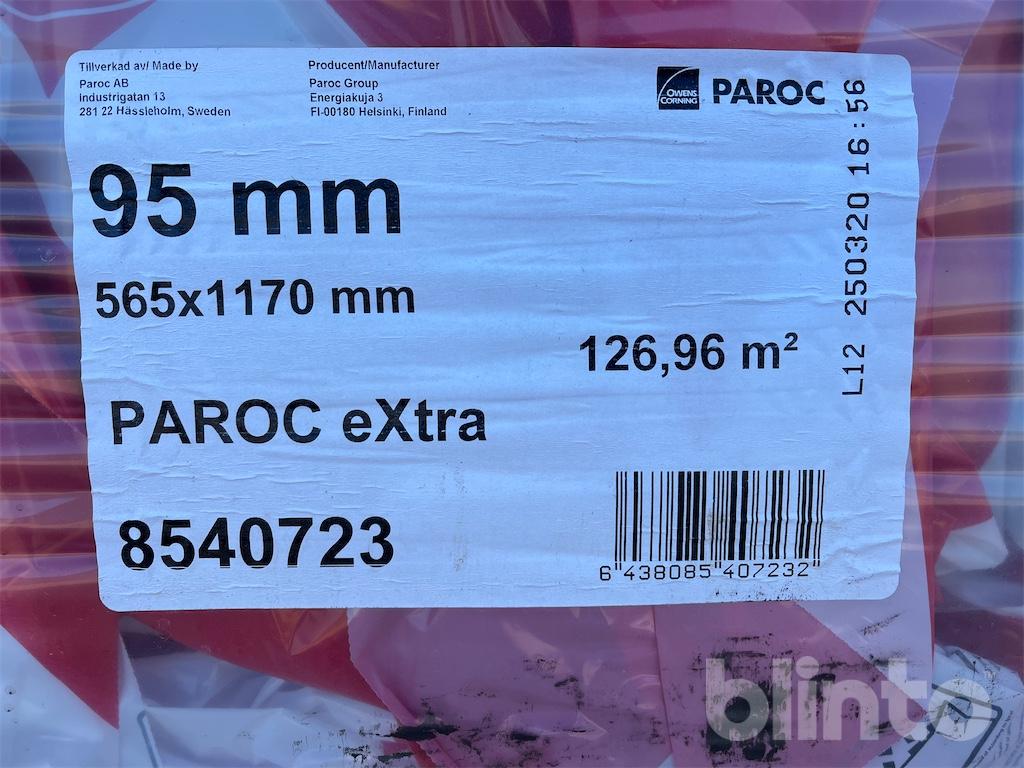 Tillverkad av/ Made by
Paroc AB
Industrigatan 13
281 22 Hässleholm, Sweden
Producent/Manufacturer
Paroc Group
Energiakuja 3
FI-00180 Helsinki, Finland
OWENS
CORNING
PAROC
L12 250320 16:56
95 mm
565x1170 mm
126,96 m²
PAROC eXtra
8540723
6 438085 407232
blinto